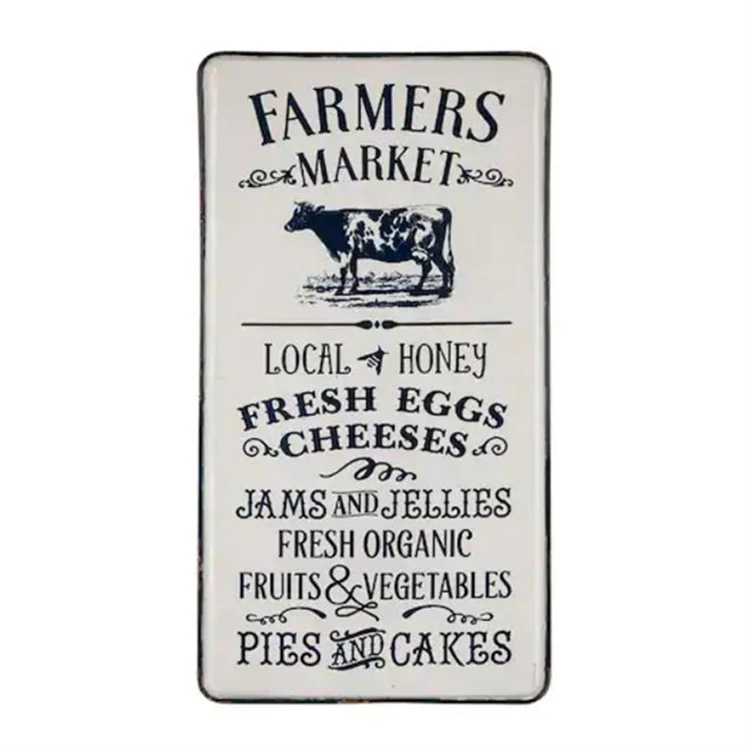 FARMERS
MARKET
LOCAL HONEY
FRESH EGGS
CHEESES
JAMS AND JELLIES
FRESH ORGANIC
FRUITS & VEGETABLES
PIES AND CAKES